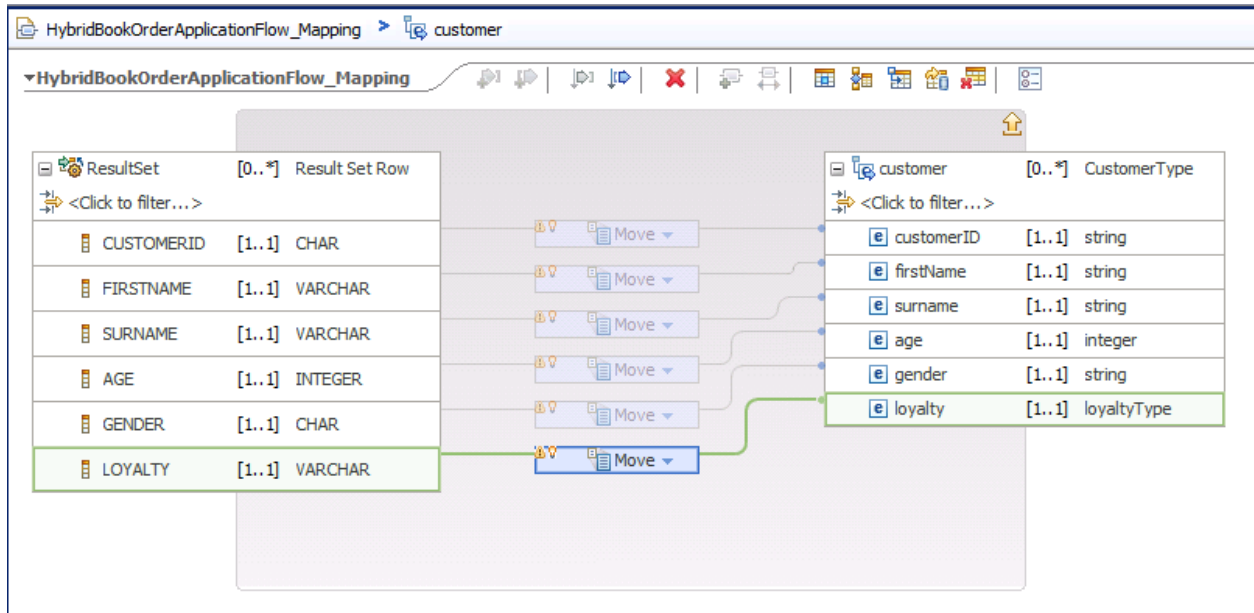 HybridBookOrderApplicationFlow_Mapping > customer
HybridBookOrderApplicationFlow_Mapping
ResultSet [0..*] Result Set Row
<Click to filter...>
CUSTOMERID [1..1] CHAR
FIRSTNAME [1..1] VARCHAR
SURNAME [1..1] VARCHAR
AGE [1..1] INTEGER
GENDER [1..1] CHAR
LOYALTY [1..1] VARCHAR
Move
Move
Move
Move
Move
Move
customer [0..*] CustomerType
<Click to filter...>
customerID [1..1] string
firstName [1..1] string
surname [1..1] string
age [1..1] integer
gender [1..1] string
loyalty [1..1] loyaltyType